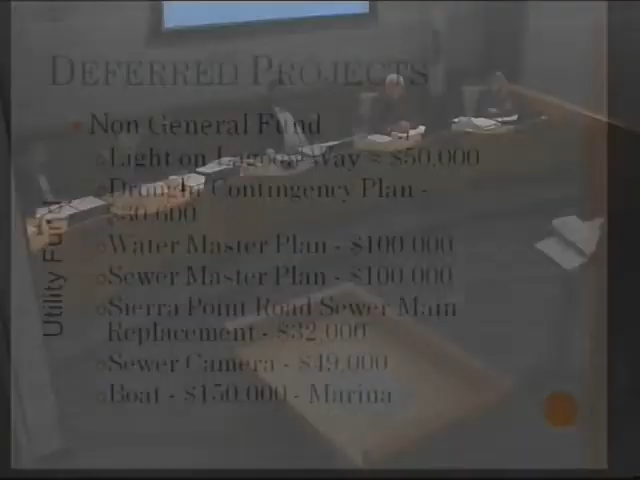 DEFERRED PROJECTS
Non General Fund
Light on Lagoon Way = $50,000
Drought Contingency Plan -
Water Master Plan - $100,000
Sewer Master Plan - $100,000
Sierra Point Road Sewer Main
Replacement - $32,000
Sewer Camera - $49,000
Boat - $150,000 - Marina
Utility Fund